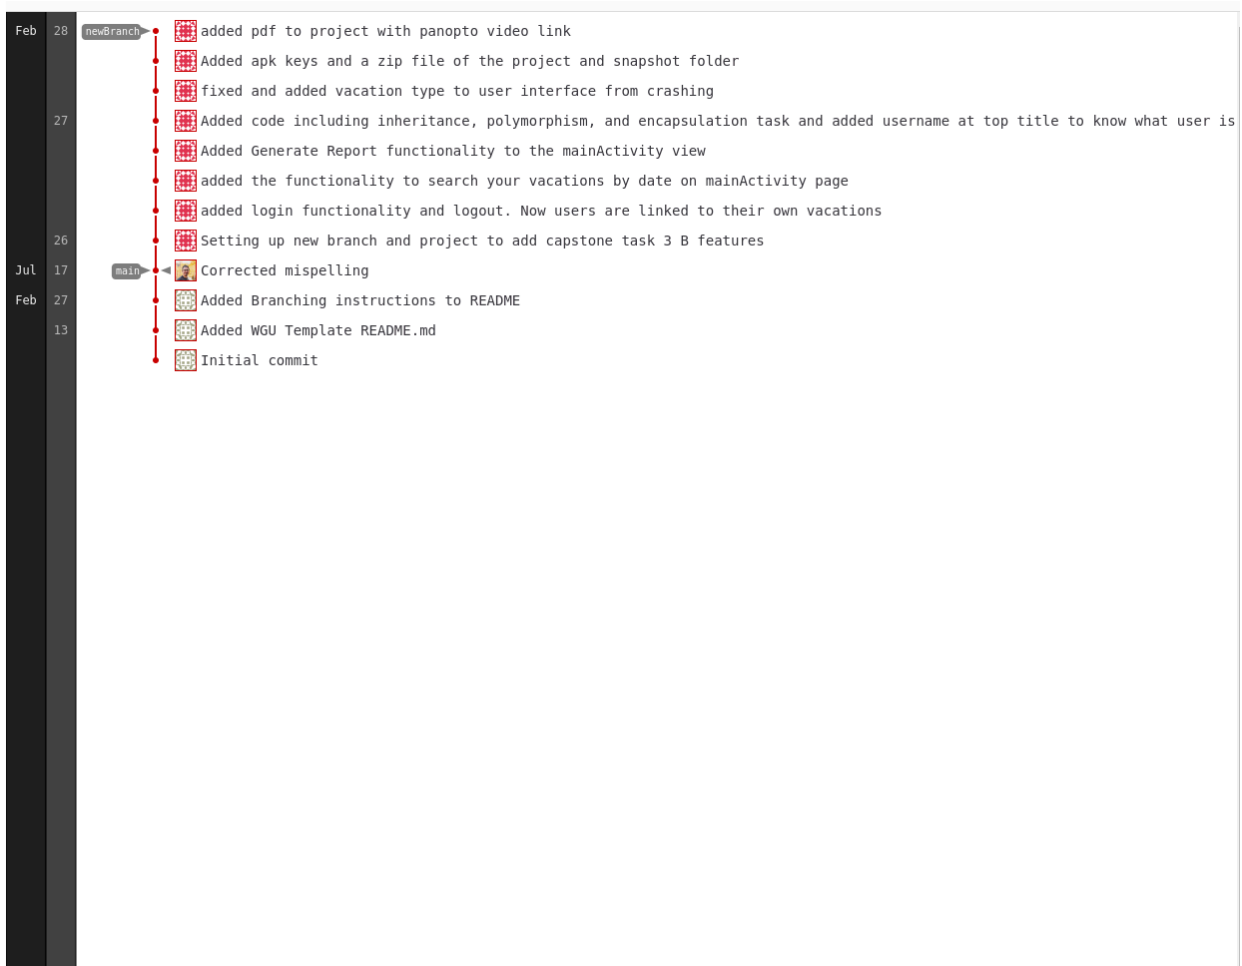 Feb 28 newBranch added pdf to project with panopto video link
Added apk keys and a zip file of the project and snapshot folder
fixed and added vacation type to user interface from crashing
27 Added code including inheritance, polymorphism, and encapsulation task and added username at top title to know what user is
Added Generate Report functionality to the mainActivity view
added the functionality to search your vacations by date on mainActivity page
added login functionality and logout. Now users are linked to their own vacations
26 Setting up new branch and project to add capstone task 3 B features
Jul 17 main Corrected mispelling
Feb 27 Added Branching instructions to README
13 Added WGU Template README.md
Initial commit